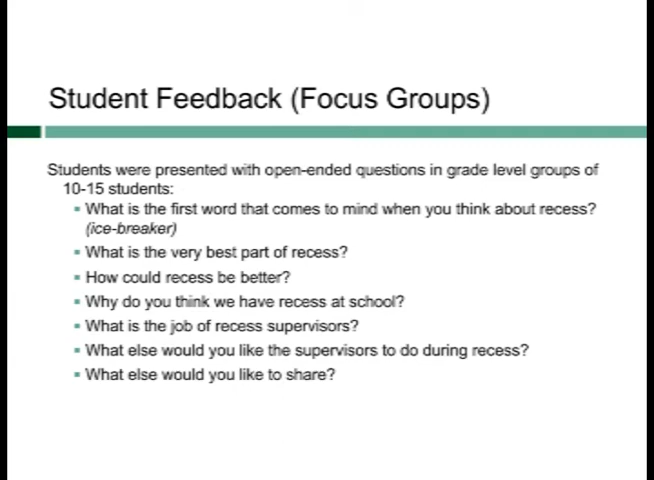 Student Feedback (Focus Groups)
Students were presented with open-ended questions in grade level groups of
10-15 students:
▪ What is the first word that comes to mind when you think about recess?
(ice-breaker)
▪ What is the very best part of recess?
▪ How could recess be better?
▪ Why do you think we have recess at school?
▪ What is the job of recess supervisors?
▪ What else would you like the supervisors to do during recess?
▪ What else would you like to share?